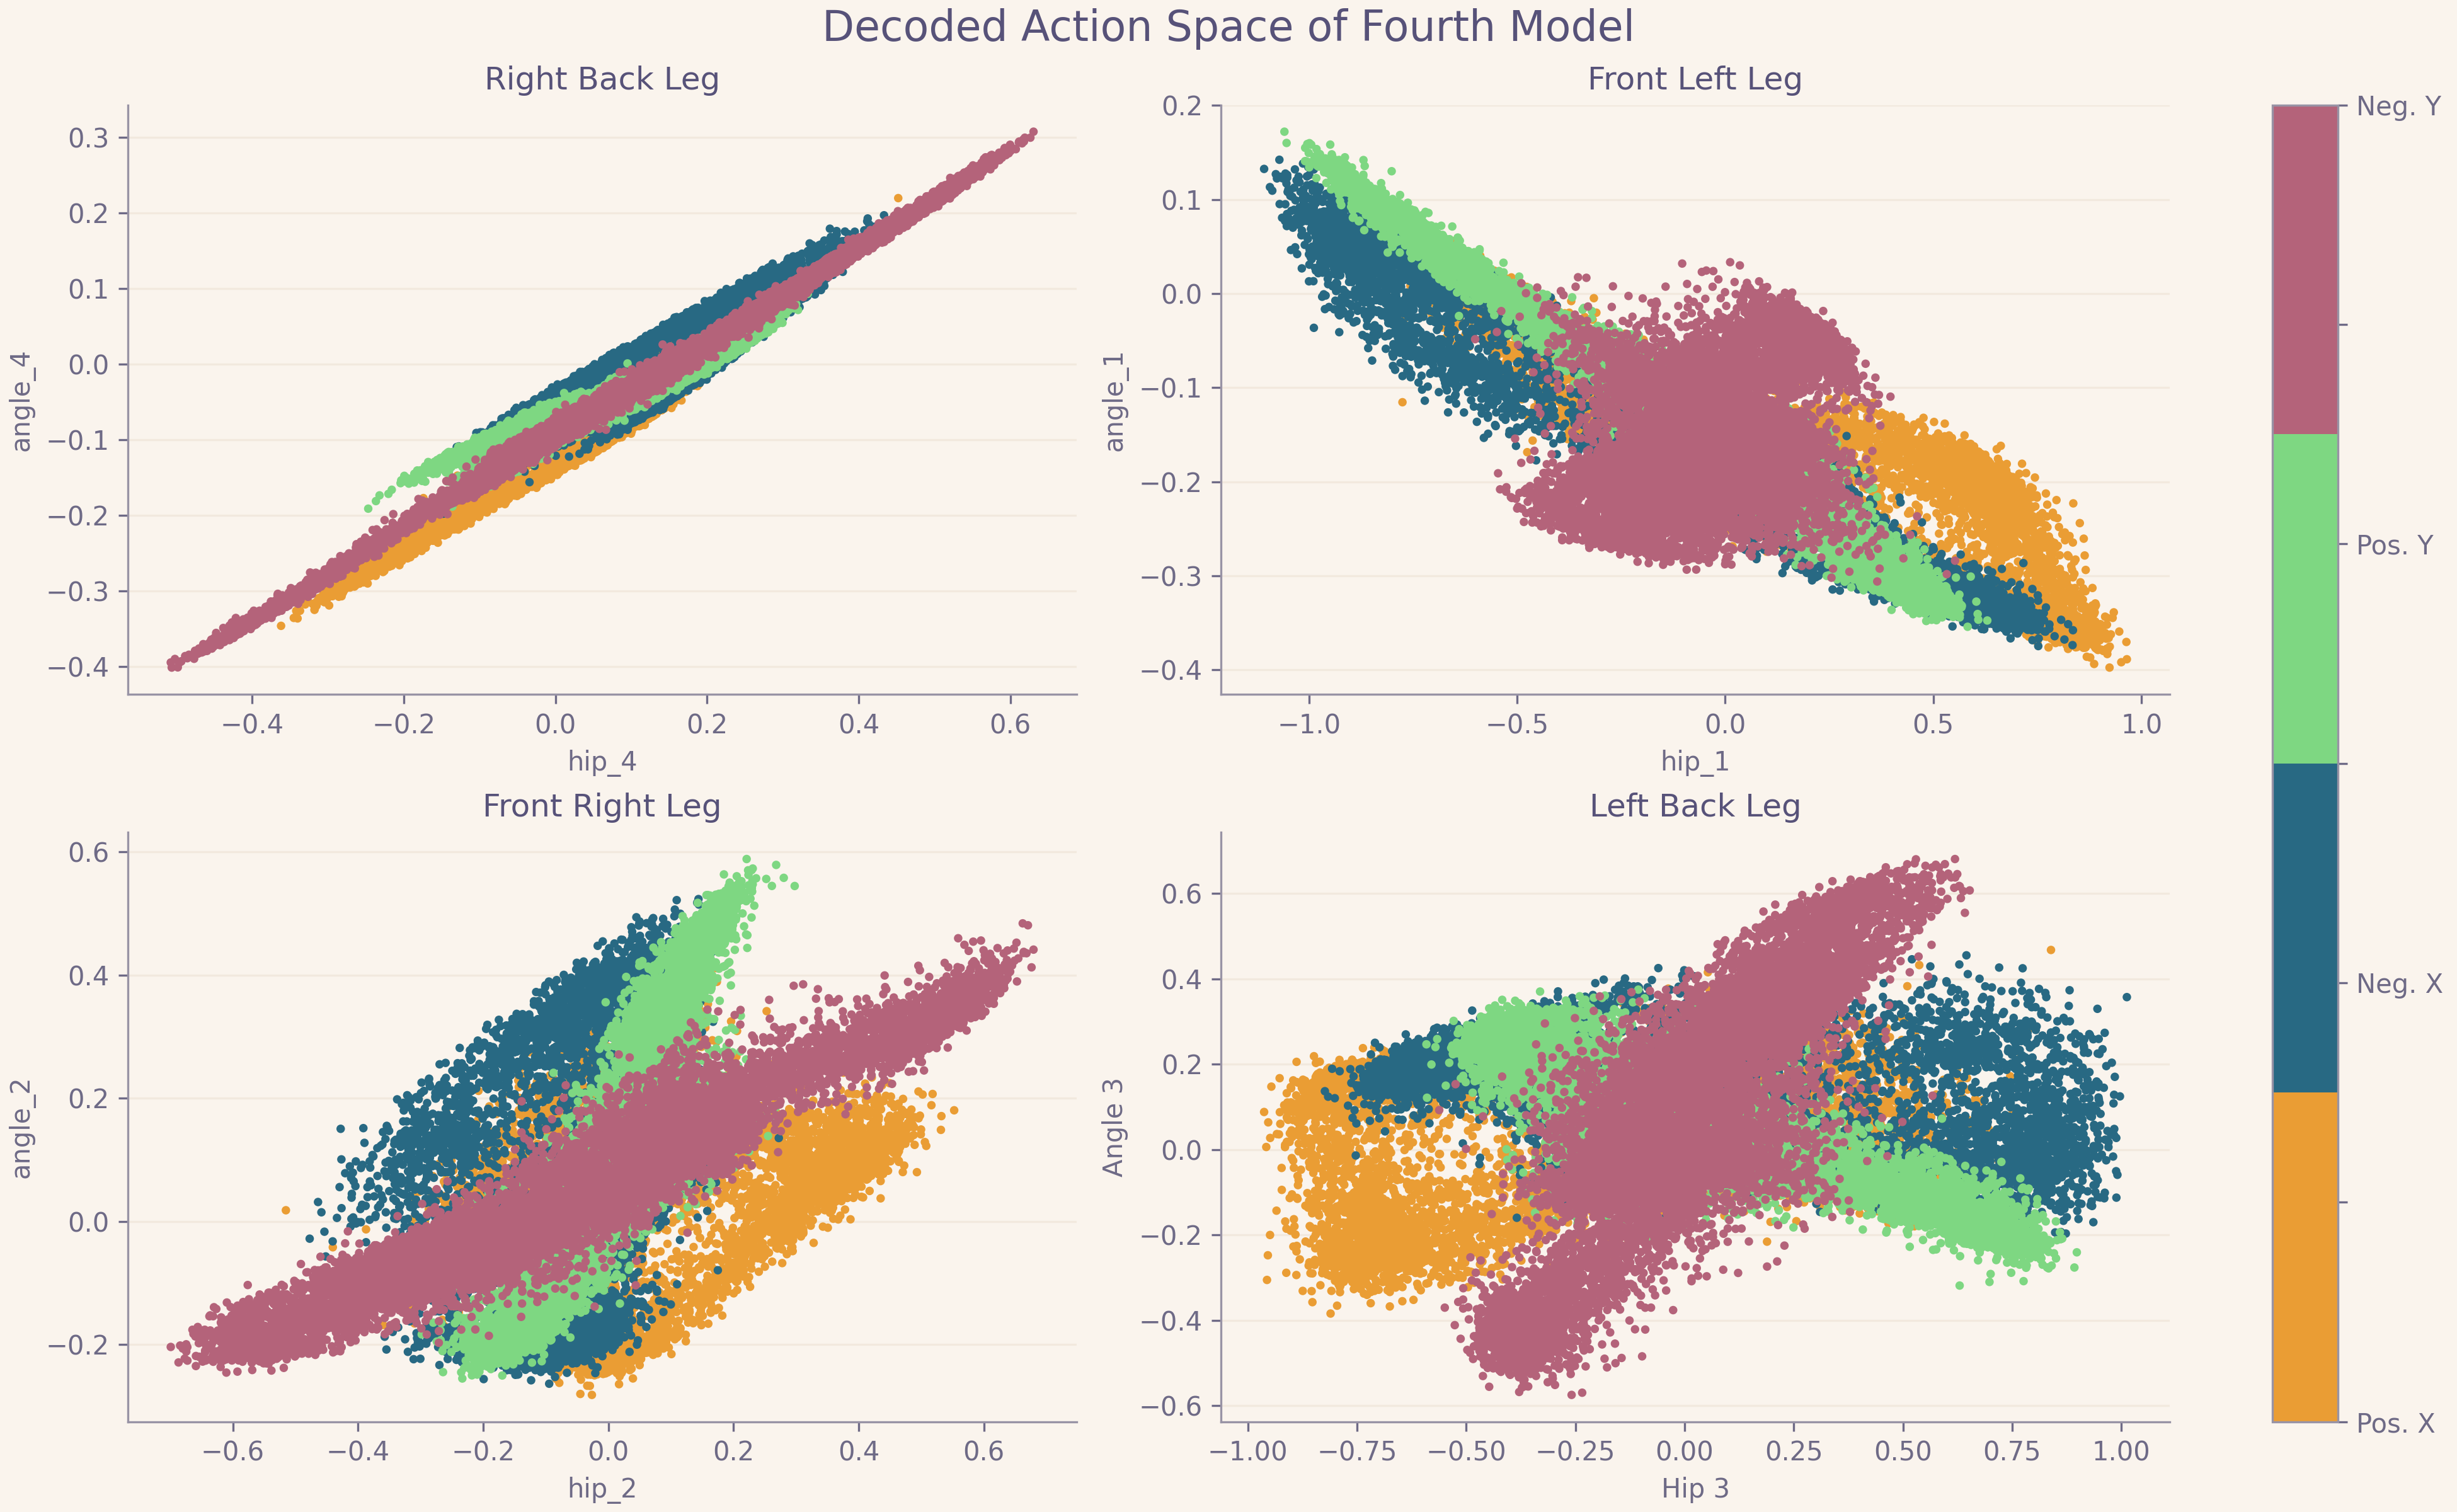 Decoded Action Space of Fourth Model
Right Back Leg
0.3
0.2
0.1
0.0
−0.1
−0.2
−0.3
−0.4
angle_4
−0.4 −0.2 0.0 0.2 0.4 0.6
hip_4
Front Left Leg
0.2
0.1
0.0
−0.1
−0.2
−0.3
−0.4
angle_1
−1.0 −0.5 0.0 0.5 1.0
hip_1
Front Right Leg
0.6
0.4
0.2
0.0
−0.2
angle_2
−0.6 −0.4 −0.2 0.0 0.2 0.4 0.6
hip_2
Left Back Leg
0.6
0.4
0.2
0.0
−0.2
−0.4
−0.6
Angle 3
−1.00 −0.75 −0.50 −0.25 0.00 0.25 0.50 0.75 1.00
Hip 3
Neg. Y
Pos. Y
Neg. X
Pos. X